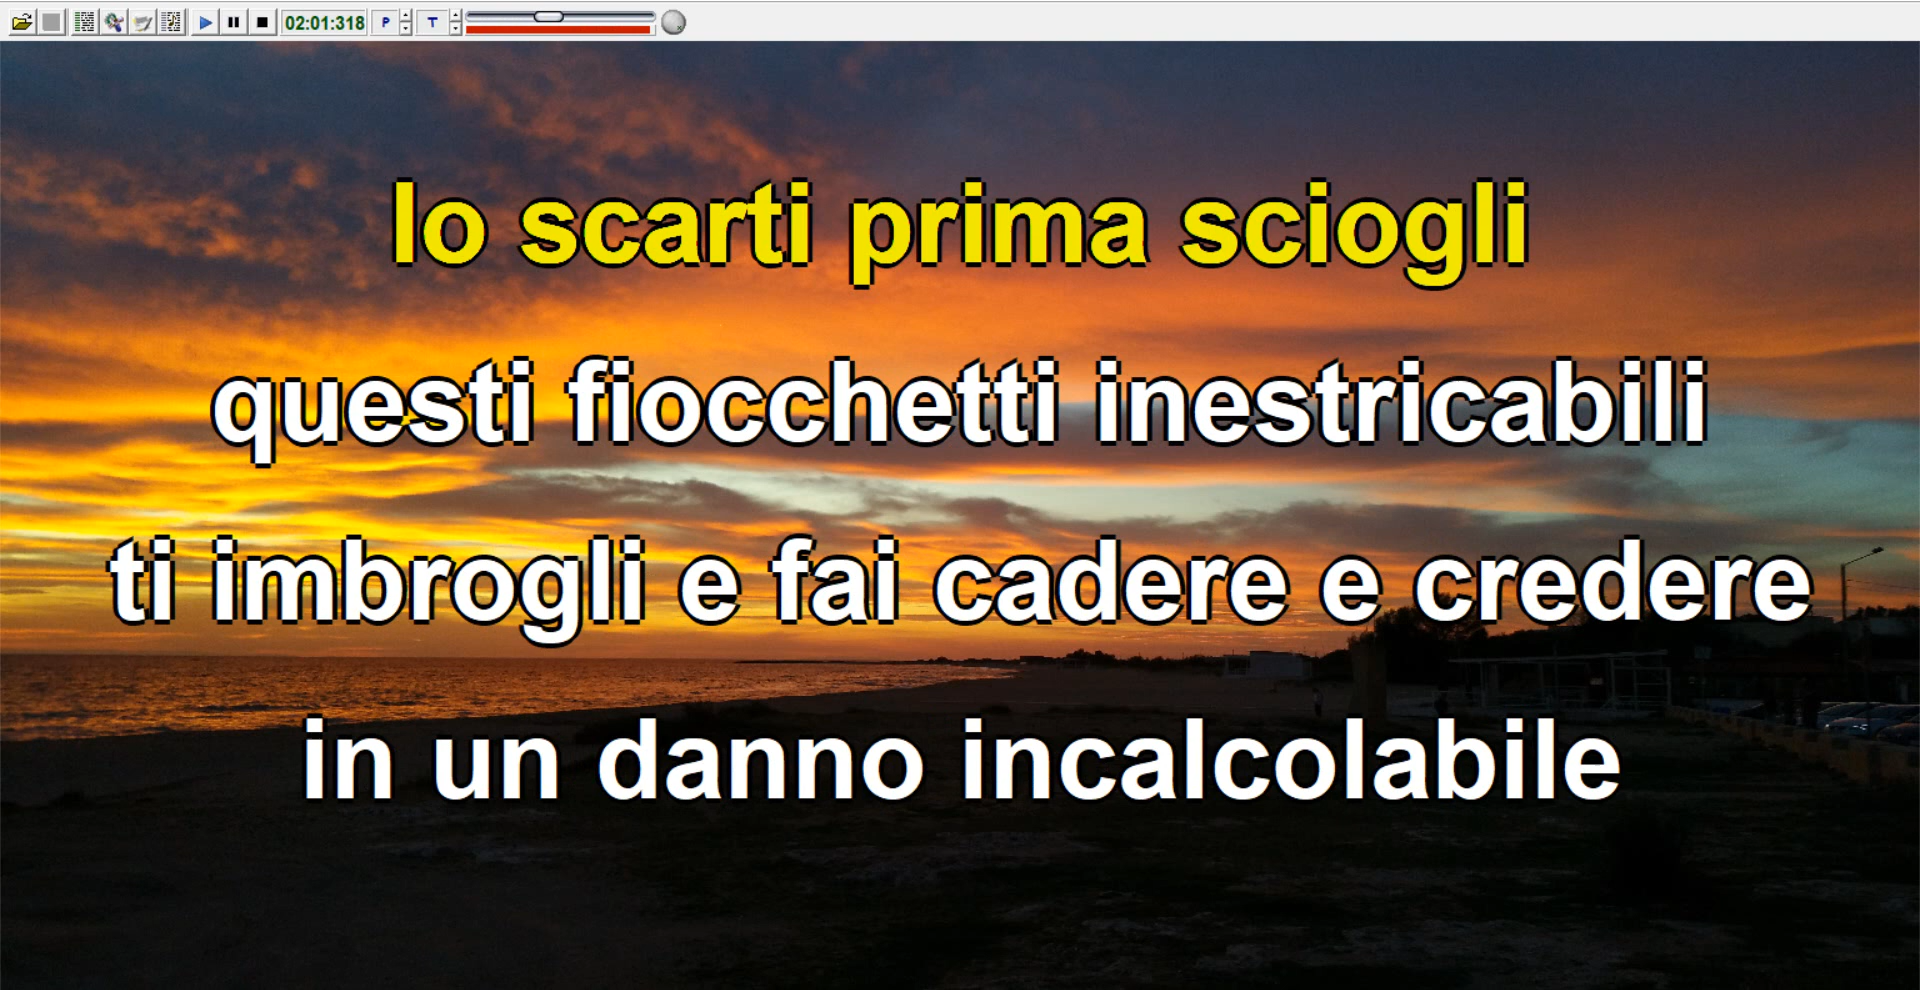 02:01:318 P T
lo scarti prima sciogli
questi fiocchetti inestricabili
ti imbrogli e fai cadere e credere
in un danno incalcolabile